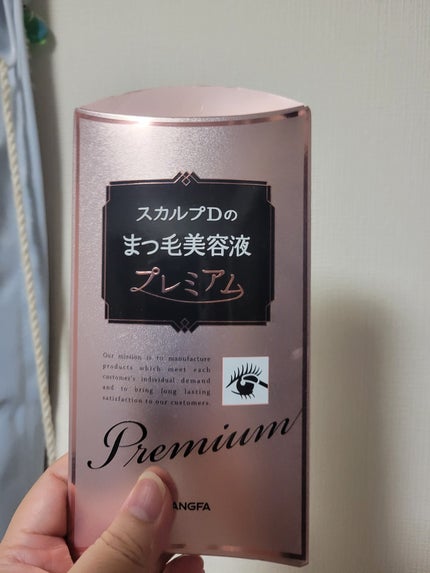 スカルプDの
まつ毛美容液
プレミアム
Our mission is to manufacture
products which meet each
customer's individual demand
and to bring long lasting
satisfaction to our customers.
Premium
ANGFA